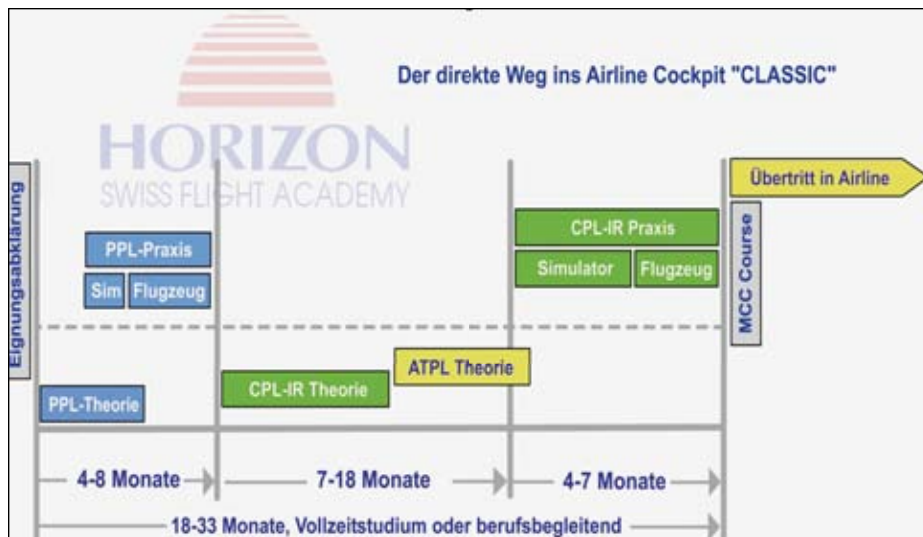 Der direkte Weg ins Airline Cockpit "CLASSIC"
HORIZON
SWISS FLIGHT ACADEMY
Eignungsabklärung
Übertritt in Airline
MCC Course
PPL-Praxis
Sim
Flugzeug
CPL-IR Praxis
Simulator
Flugzeug
ATPL Theorie
CPL-IR Theorie
PPL-Theorie
4-8 Monate
7-18 Monate
4-7 Monate
18-33 Monate, Vollzeitstudium oder berufsbegleitend